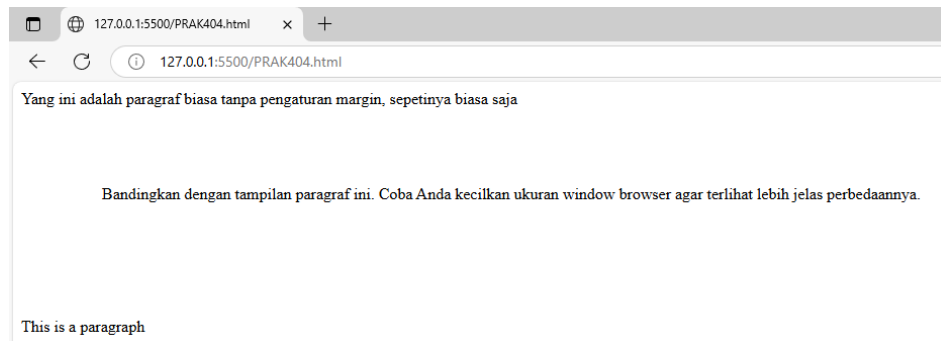 127.0.0.1:5500/PRAK404.html
127.0.0.1:5500/PRAK404.html
Yang ini adalah paragraf biasa tanpa pengaturan margin, sepetinya biasa saja
Bandingkan dengan tampilan paragraf ini. Coba Anda kecilkan ukuran window browser agar terlihat lebih jelas perbedaannya.
This is a paragraph